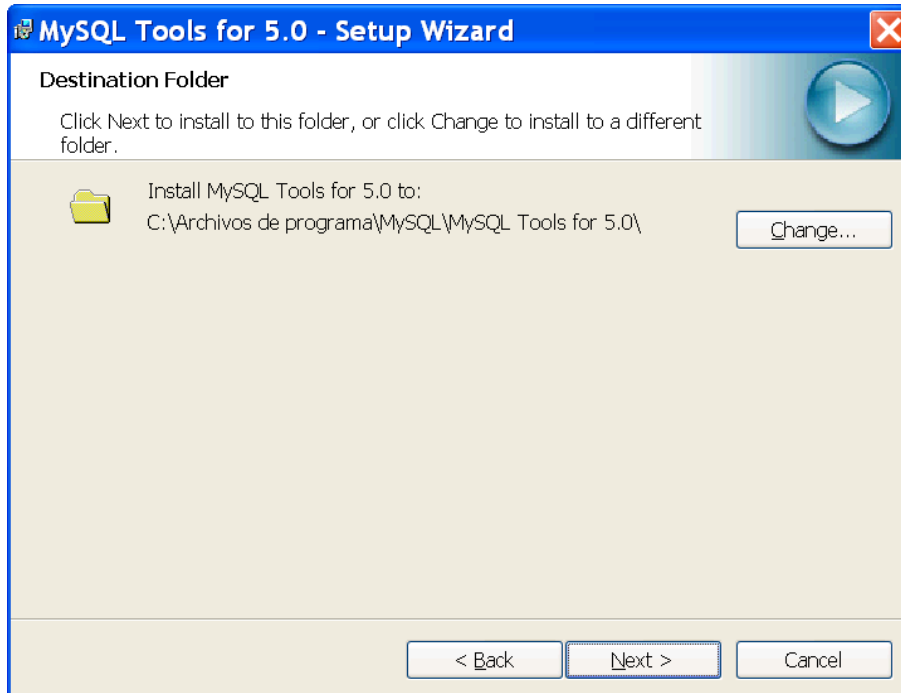 MySQL Tools for 5.0 - Setup Wizard
Destination Folder
Click Next to install to this folder, or click Change to install to a different
folder.
Install MySQL Tools for 5.0 to:
C:\Archivos de programa\MySQL\MySQL Tools for 5.0\
Change...
< Back
Next >
Cancel